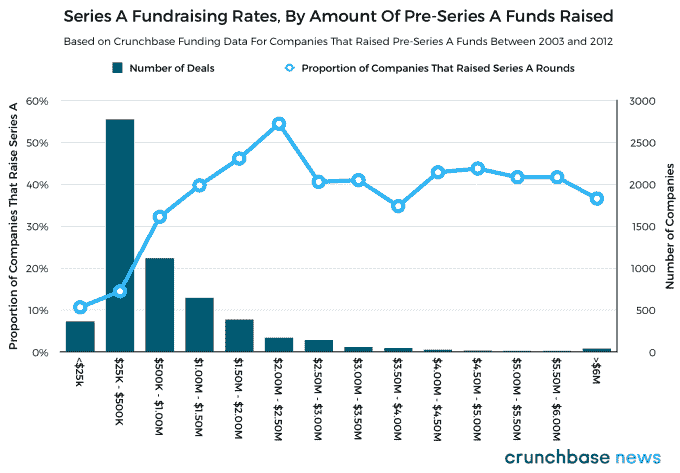 Series A Fundraising Rates, By Amount Of Pre-Series A Funds Raised
Based on Crunchbase Funding Data For Companies That Raised Pre-Series A Funds Between 2003 and 2012
Number of Deals
Proportion of Companies That Raised Series A Rounds
Proportion of Companies That Raise Series A
60%
50%
40%
30%
20%
10%
0%
3000
2500
2000
1500
1000
500
0
Number of Companies
<$25k
$25K - $500K
$500K - $1.00M
$1.00M - $1.50M
$1.50M - $2.00M
$2.00M - $2.50M
$2.50M - $3.00M
$3.00M - $3.50M
$3.50M - $4.00M
$4.00M - $4.50M
$4.50M - $5.00M
$5.00M - $5.50M
$5.50M - $6.00M
>$6M
crunchbase news